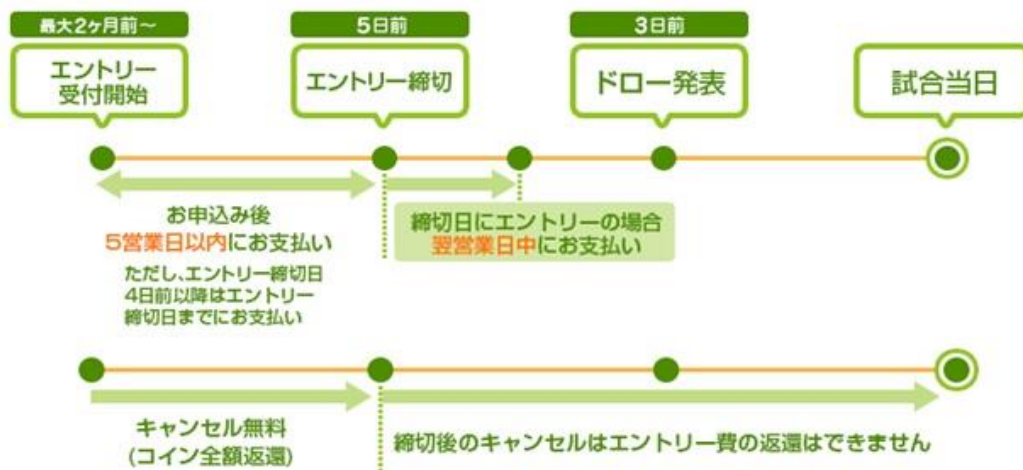 最大2ヶ月前～
エントリー
受付開始
5日前
エントリー締切
3日前
ドロー発表
試合当日
お申込み後
5営業日以内にお支払い
ただし、エントリー締切日
4日前以降はエントリー
締切日までにお支払い
締切日にエントリーの場合
翌営業日中にお支払い
キャンセル無料
(コイン全額返還)
締切後のキャンセルはエントリー費の返還はできません